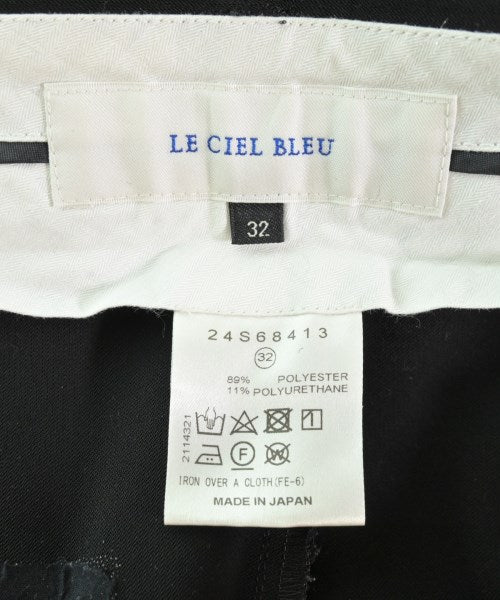 LE CIEL BLEU
32
24S68413
32
89% POLYESTER
11% POLYURETHANE
2114321
F W
IRON OVER A CLOTH(FE-6)
MADE IN JAPAN